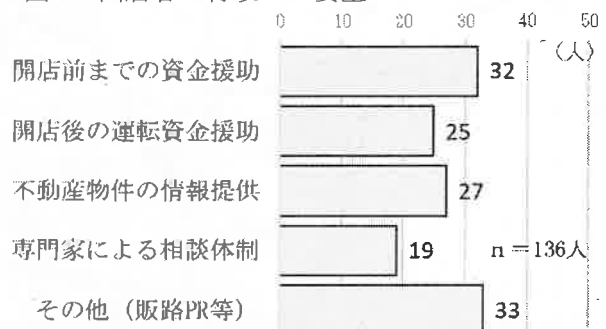 0 10 20 30 40 50
(人)
開店前までの資金援助 32
開店後の運転資金援助 25
不動産物件の情報提供 27
専門家による相談体制 19 n＝136人
その他（販路PR等） 33